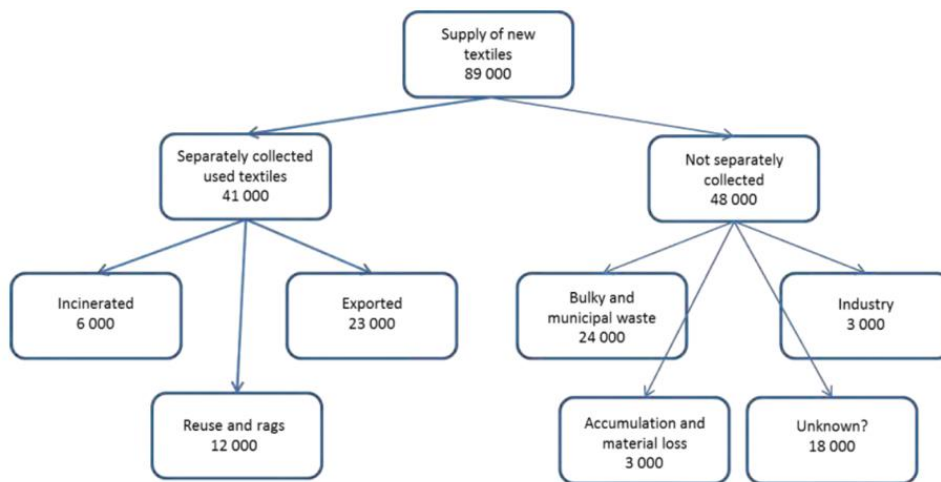 Supply of new
textiles
89 000
Separately collected
used textiles
41 000
Not separately
collected
48 000
Incinerated
6 000
Exported
23 000
Bulky and
municipal waste
24 000
Industry
3 000
Reuse and rags
12 000
Accumulation and
material loss
3 000
Unknown?
18 000